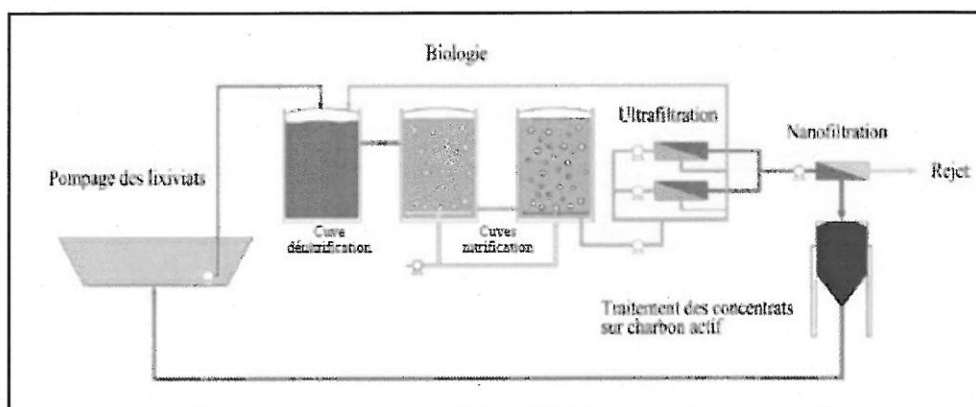 Biologie
Ultrafiltration
Nanofiltration
Pompage des lixiviats
Rejet
Cuve
dénitrification
Cuves
nitrification
Traitement des concentrats
sur charbon actif